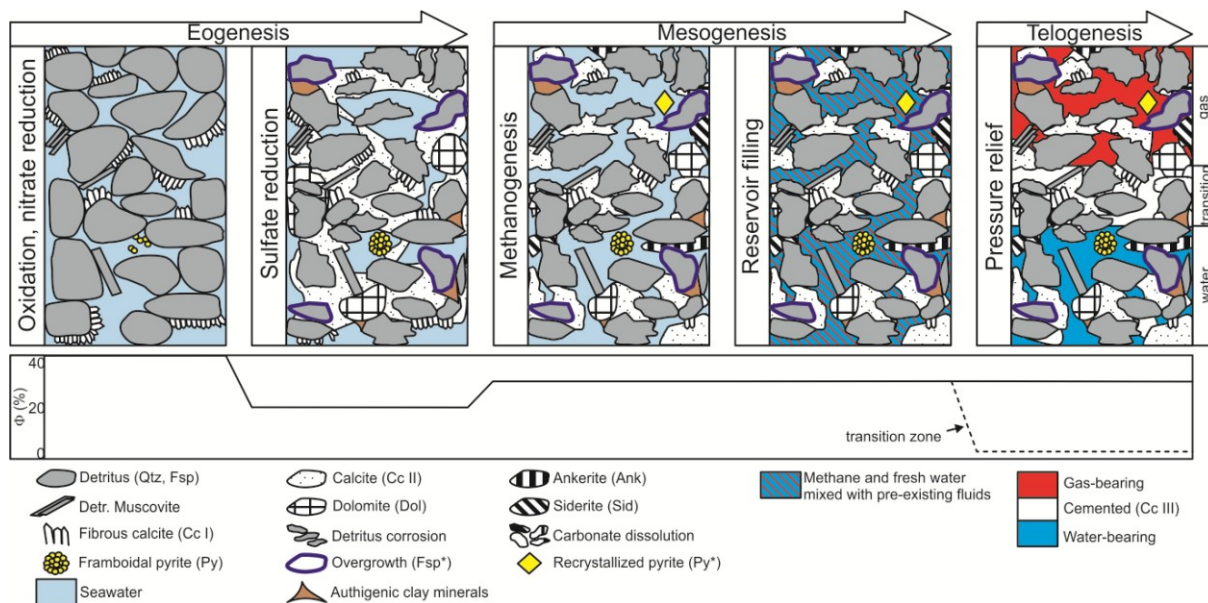 Eogenesis
Mesogenesis
Telogenesis
Oxidation, nitrate reduction
Sulfate reduction
Methanogenesis
Reservoir filling
Pressure relief
gas
transition
water
40
20
0
Φ (%)
transition zone
Detritus (Qtz, Fsp)
Detr. Muscovite
Fibrous calcite (Cc I)
Framboidal pyrite (Py)
Seawater
Calcite (Cc II)
Dolomite (Dol)
Detritus corrosion
Overgrowth (Fsp*)
Authigenic clay minerals
Ankerite (Ank)
Siderite (Sid)
Carbonate dissolution
Recrystallized pyrite (Py*)
Methane and fresh water
mixed with pre-existing fluids
Gas-bearing
Cemented (Cc III)
Water-bearing